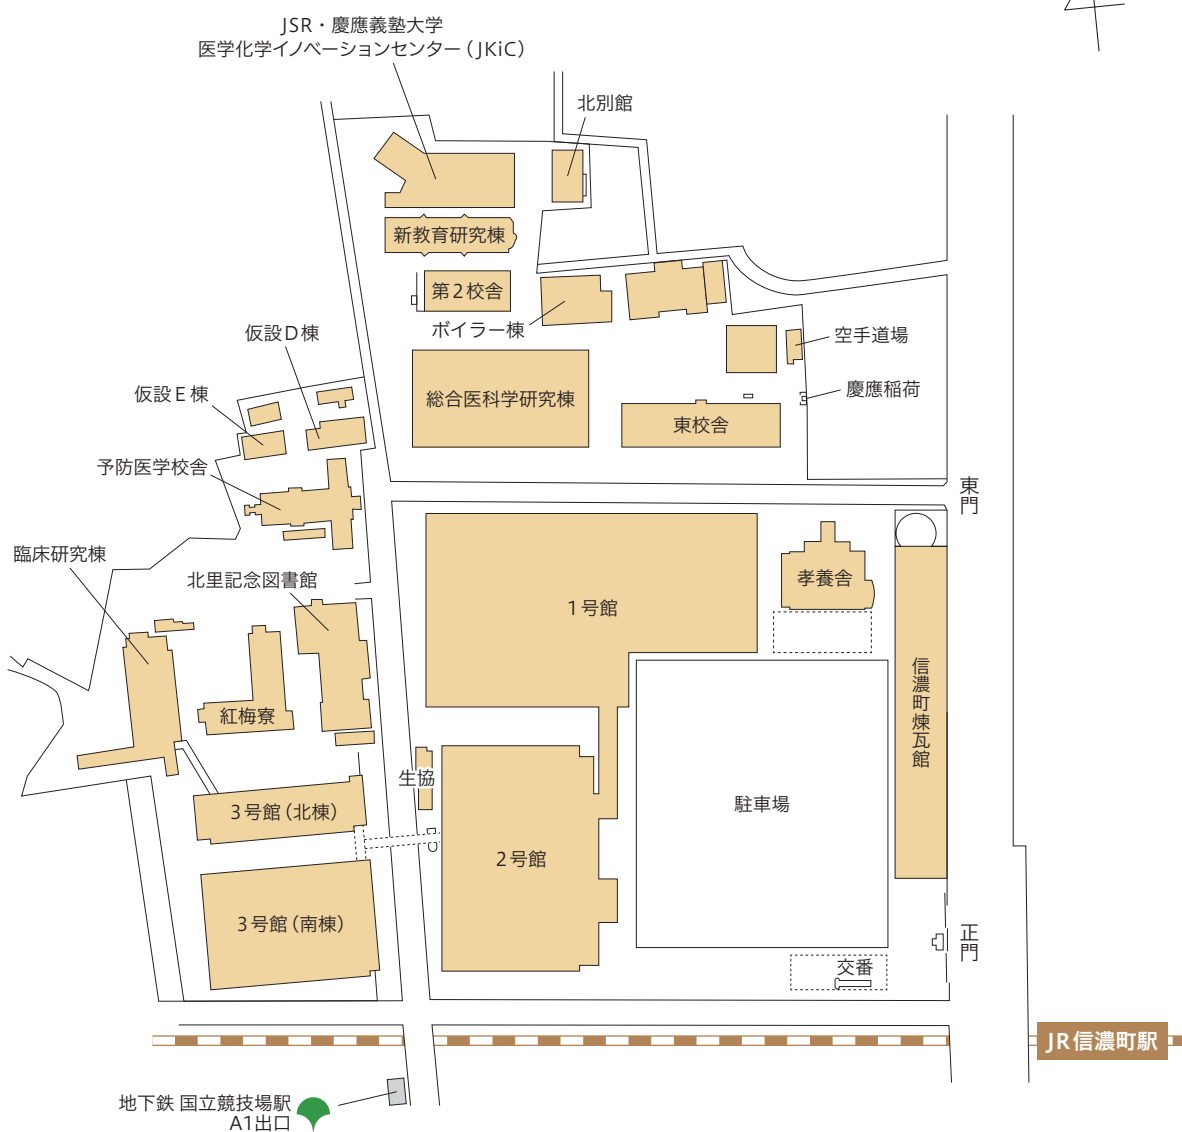 JSR・慶應義塾大学
医学化学イノベーションセンター（JKiC）
北別館
新教育研究棟
第2校舎
ボイラー棟
仮設D棟
空手道場
仮設E棟
慶應稲荷
総合医科学研究棟
東校舎
予防医学校舎
東門
臨床研究棟
北里記念図書館
孝養舎
1号館
信濃町煉瓦館
紅梅寮
生協
駐車場
3号館（北棟）
2号館
3号館（南棟）
正門
交番
JR信濃町駅
地下鉄 国立競技場駅
A1出口